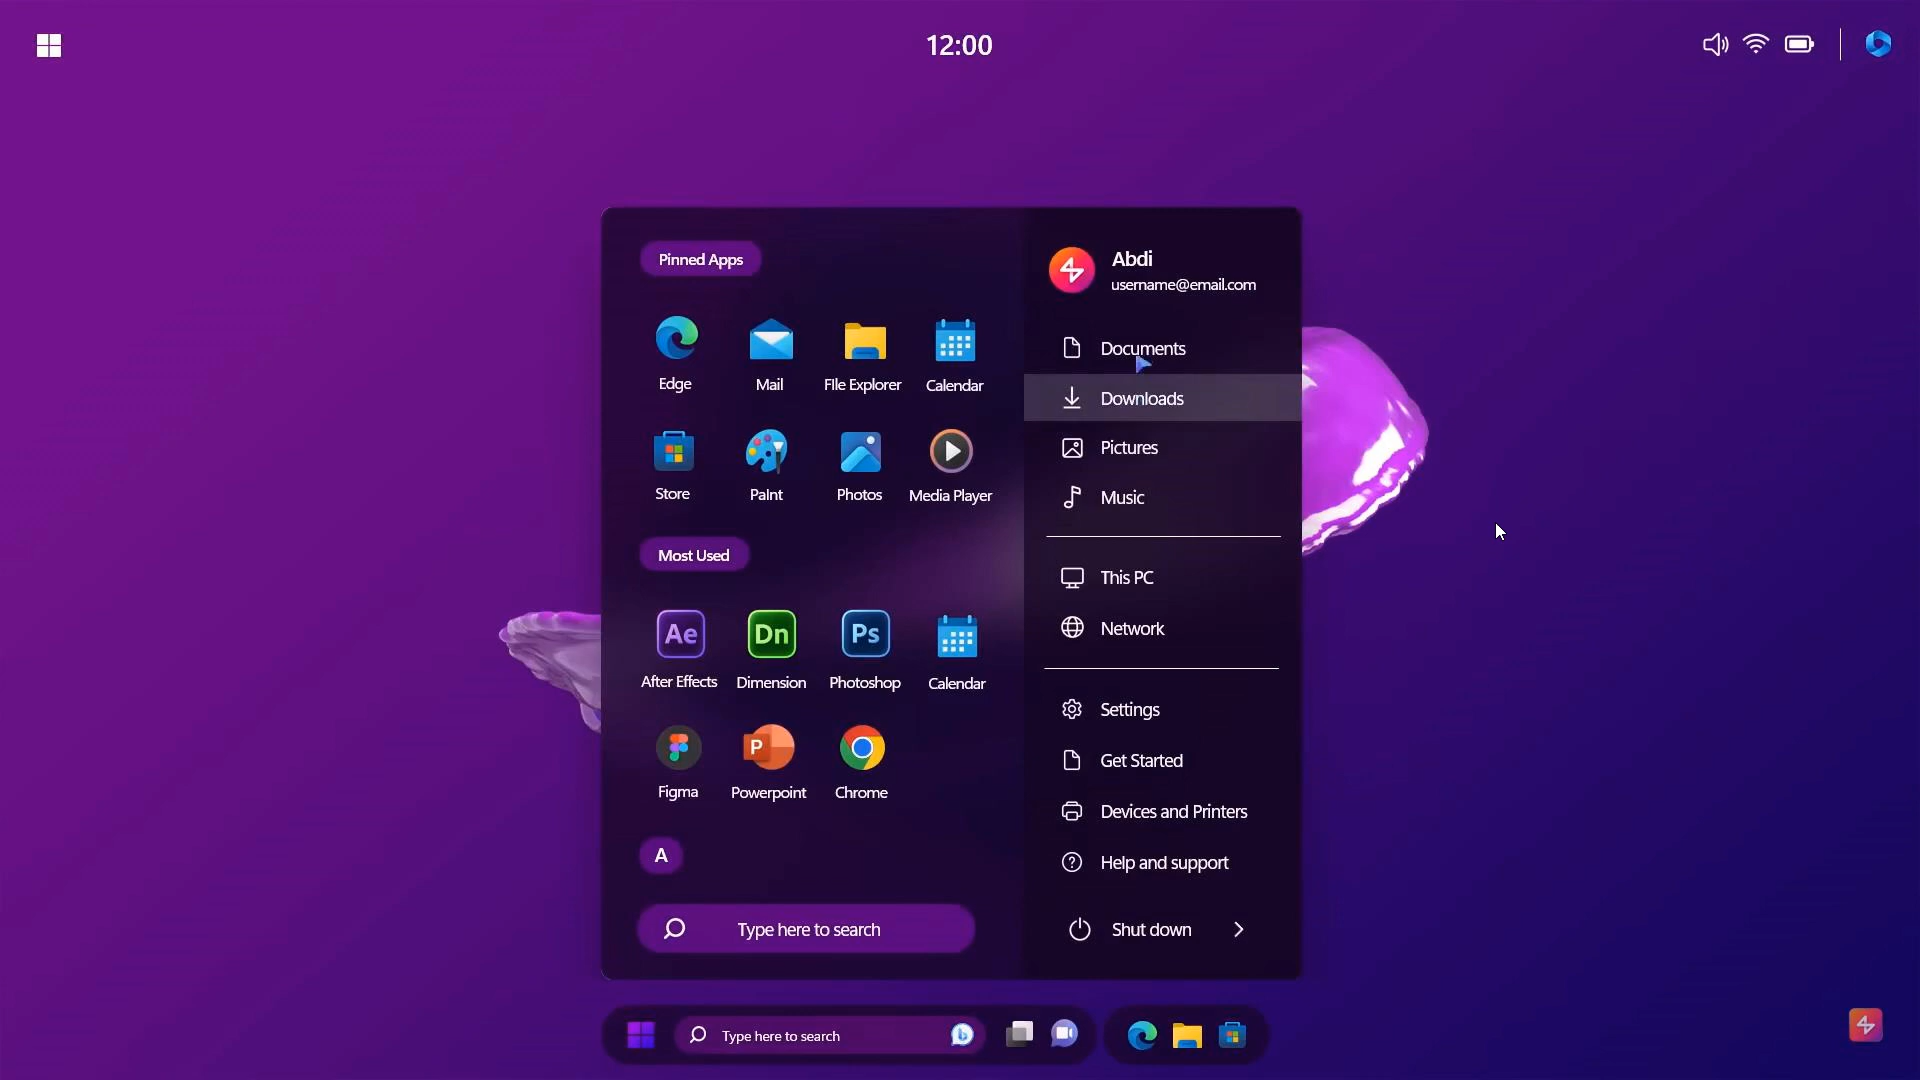 12:00
Pinned Apps
Edge
Mail
FIle Explorer
Calendar
Store
PaInt
Photos
Media Player
Most Used
Ae
Dn
Ps
After Effects
Dimension
Photoshop
Calendar
P
Figma
Powerpoint
Chrome
A
Type here to search
Abdi
username@email.com
Documents
Downloads
Pictures
Music
This PC
Network
Settings
Get Started
Devices and Printers
Help and support
Shut down
Type here to search